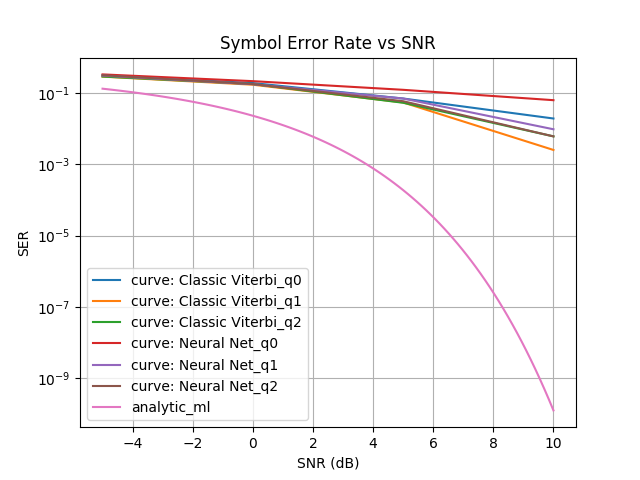 Symbol Error Rate vs SNR
SER
10⁻¹
10⁻³
10⁻⁵
10⁻⁷
10⁻⁹
curve: Classic Viterbi_q0
curve: Classic Viterbi_q1
curve: Classic Viterbi_q2
curve: Neural Net_q0
curve: Neural Net_q1
curve: Neural Net_q2
analytic_ml
−4 −2 0 2 4 6 8 10
SNR (dB)